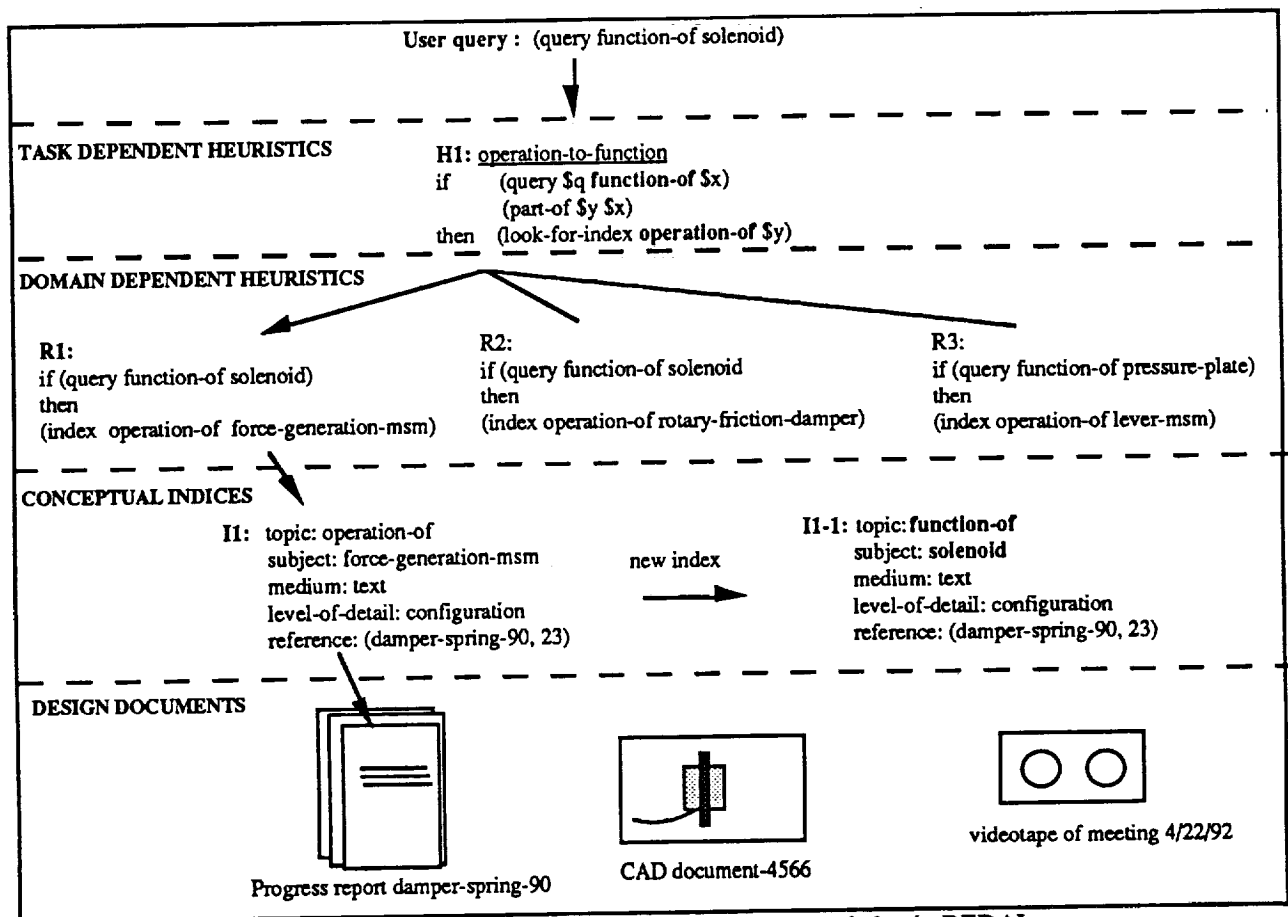 User query : (query function-of solenoid)
TASK DEPENDENT HEURISTICS
H1: operation-to-function
if (query $q function-of $x)
(part-of $y $x)
then (look-for-index operation-of $y)
DOMAIN DEPENDENT HEURISTICS
R1:
if (query function-of solenoid)
then
(index operation-of force-generation-msm)
R2:
if (query function-of solenoid
then
(index operation-of rotary-friction-damper)
R3:
if (query function-of pressure-plate)
then
(index operation-of lever-msm)
CONCEPTUAL INDICES
I1: topic: operation-of
subject: force-generation-msm
medium: text
level-of-detail: configuration
reference: (damper-spring-90, 23)
new index
I1-1: topic: function-of
subject: solenoid
medium: text
level-of-detail: configuration
reference: (damper-spring-90, 23)
DESIGN DOCUMENTS
Progress report damper-spring-90
CAD document-4566
videotape of meeting 4/22/92